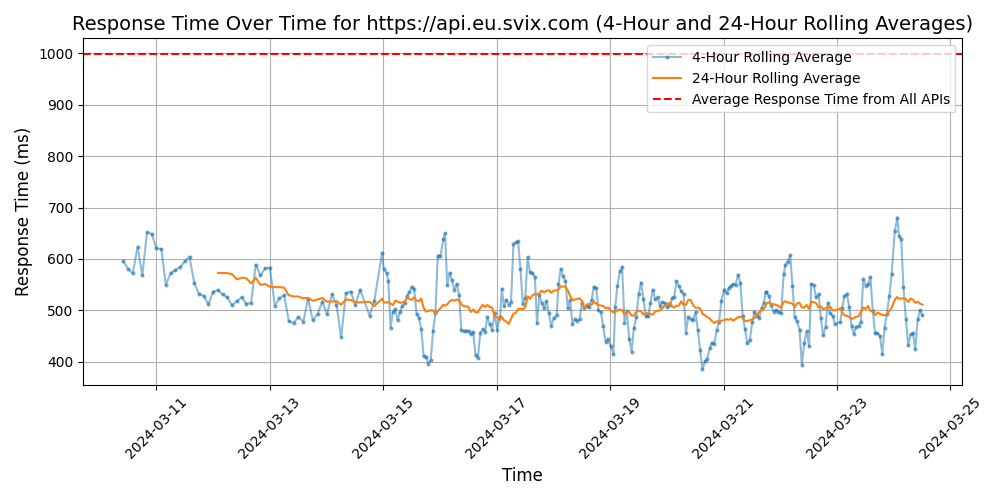 Response Time Over Time for https://api.eu.svix.com (4-Hour and 24-Hour Rolling Averages)
4-Hour Rolling Average
24-Hour Rolling Average
Average Response Time from All APIs
Response Time (ms)
1000
900
800
700
600
500
400
2024-03-11
2024-03-13
2024-03-15
2024-03-17
2024-03-19
2024-03-21
2024-03-23
2024-03-25
Time